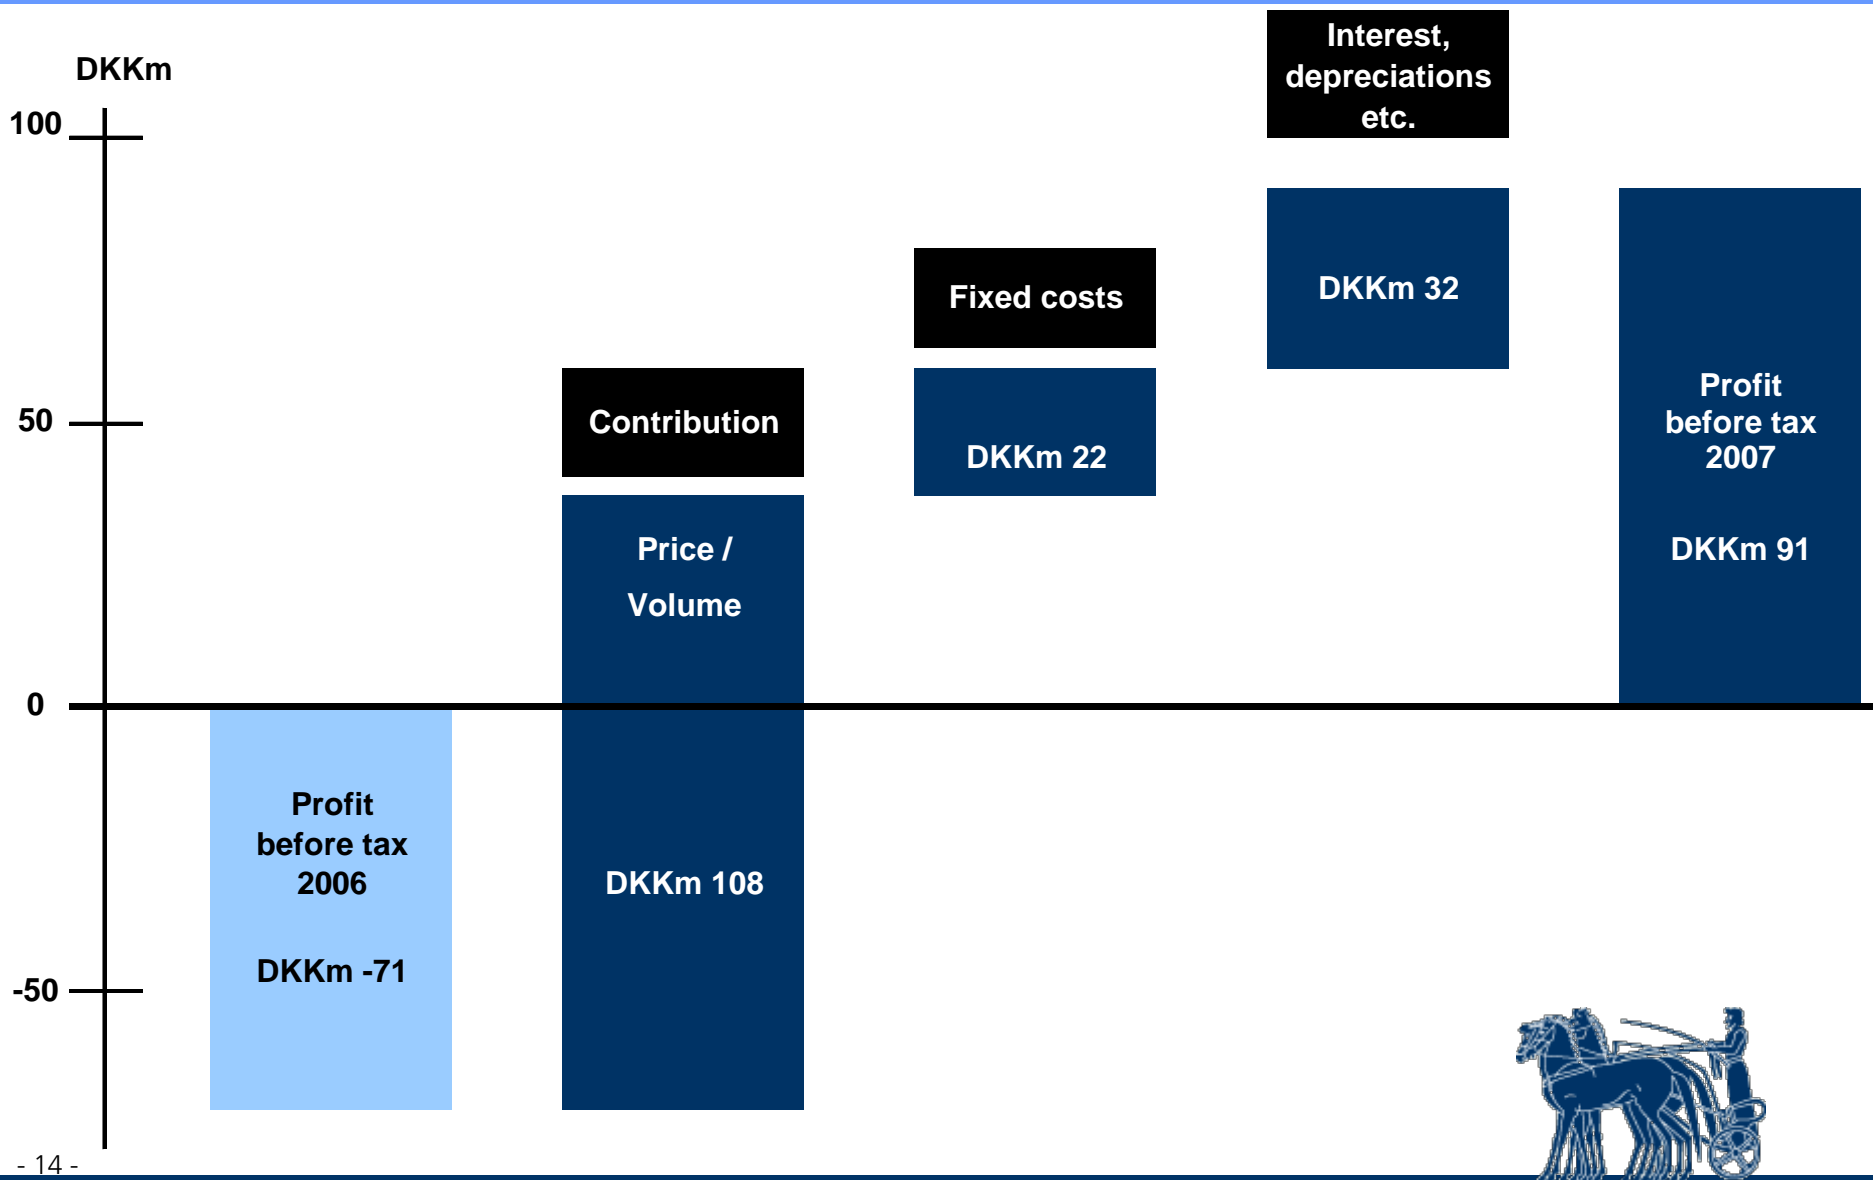 DKKm
100
50
0
-50
Profit
before tax
2006
DKKm -71
Contribution
Price /
Volume
DKKm 108
Fixed costs
DKKm 22
Interest,
depreciations
etc.
DKKm 32
Profit
before tax
2007
DKKm 91
- 14 -